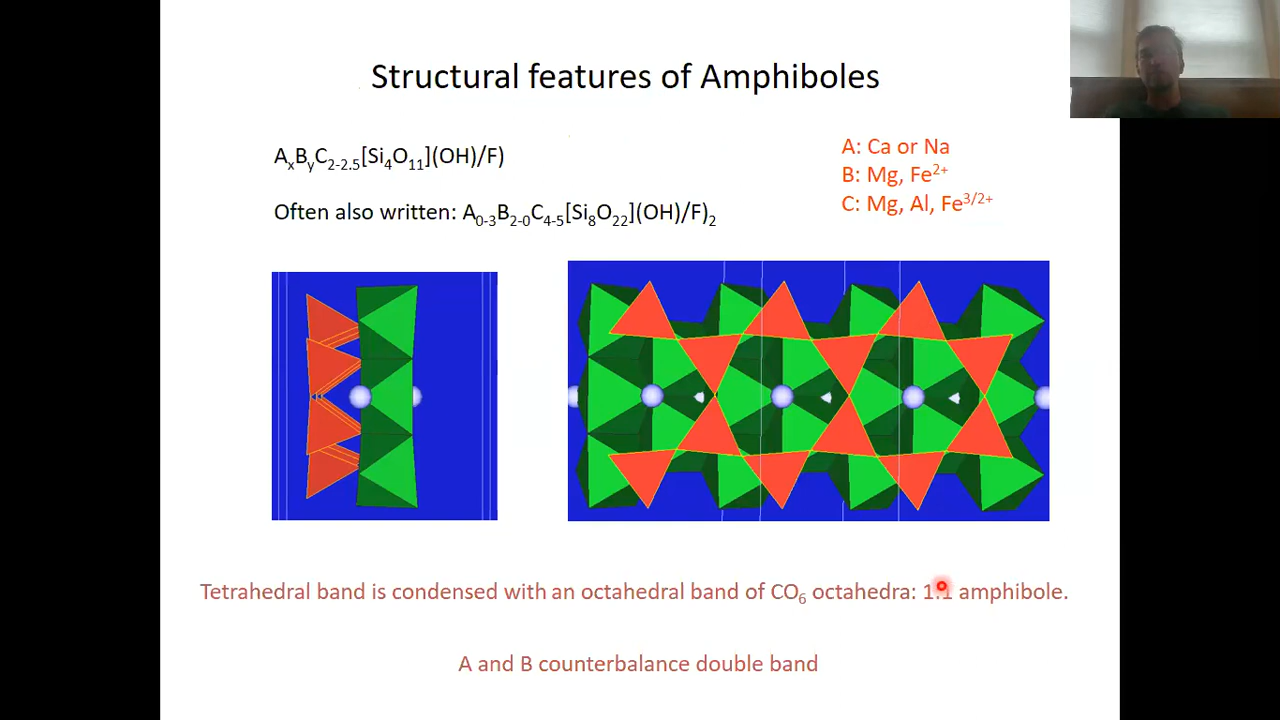 Structural features of Amphiboles
AₓBᵧC₂₋₂.₅[Si₄O₁₁](OH)/F)
Often also written: A₀₋₃B₂₋₀C₄₋₅[Si₈O₂₂](OH)/F)₂
A: Ca or Na
B: Mg, Fe²⁺
C: Mg, Al, Fe³/²⁺
Tetrahedral band is condensed with an octahedral band of CO₆ octahedra: 1:1 amphibole.
A and B counterbalance double band